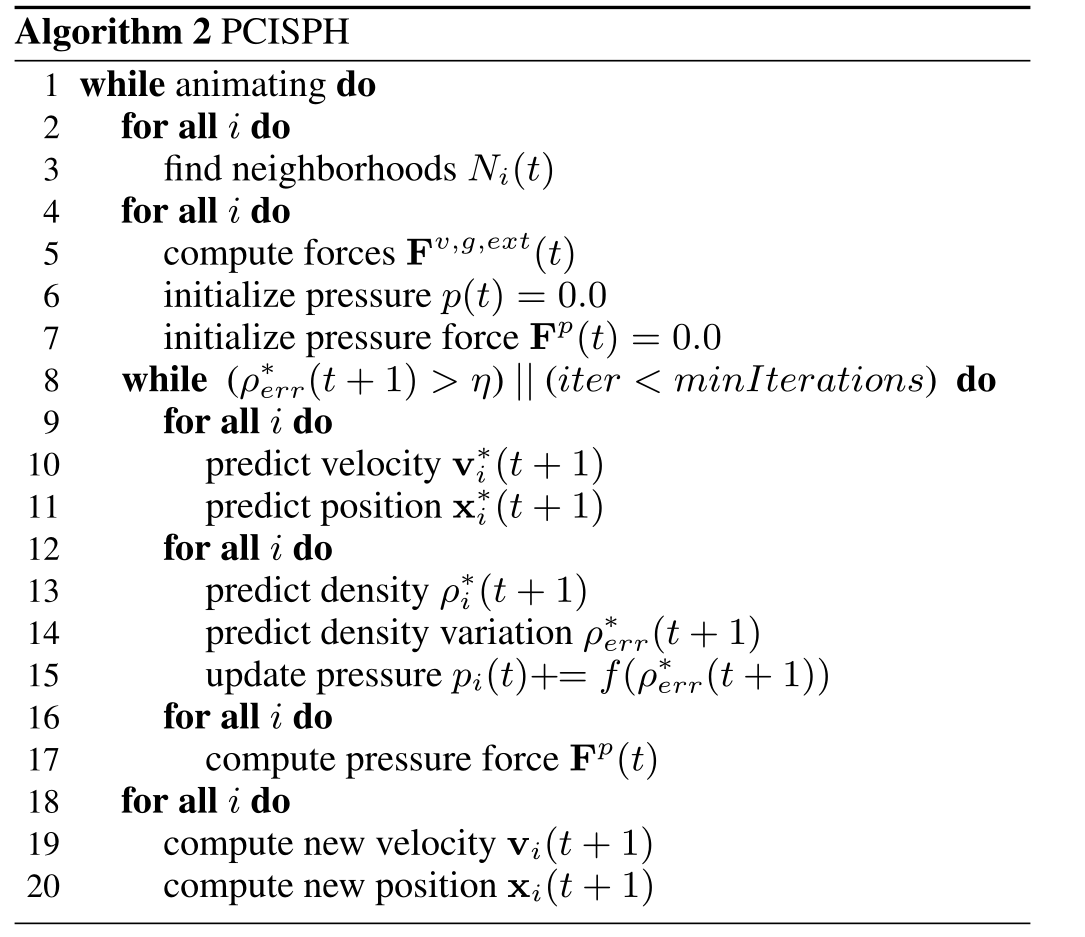 Algorithm 2 PCISPH
1 while animating do
2 for all i do
3 find neighborhoods N_i(t)
4 for all i do
5 compute forces F^{v,g,ext}(t)
6 initialize pressure p(t) = 0.0
7 initialize pressure force F^p(t) = 0.0
8 while (ρ*_{err}(t + 1) > η) || (iter < minIterations) do
9 for all i do
10 predict velocity v*_i(t + 1)
11 predict position x*_i(t + 1)
12 for all i do
13 predict density ρ*_i(t + 1)
14 predict density variation ρ*_{err}(t + 1)
15 update pressure p_i(t)+= f(ρ*_{err}(t + 1))
16 for all i do
17 compute pressure force F^p(t)
18 for all i do
19 compute new velocity v_i(t + 1)
20 compute new position x_i(t + 1)